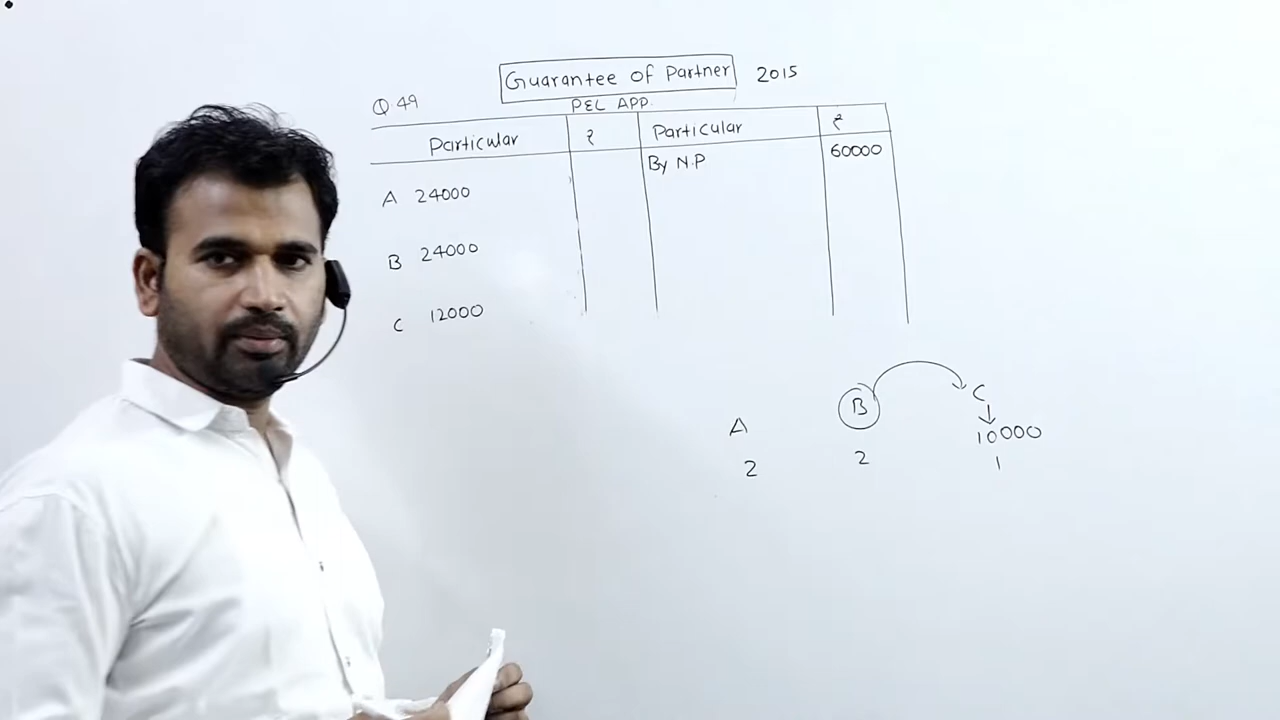 Guarantee of Partner 2015
Q.49
P&L APP.
Particular ₹ Particular ₹
By N.P 60000
A 24000
B 24000
C 12000
A B C
10000
2 2 1